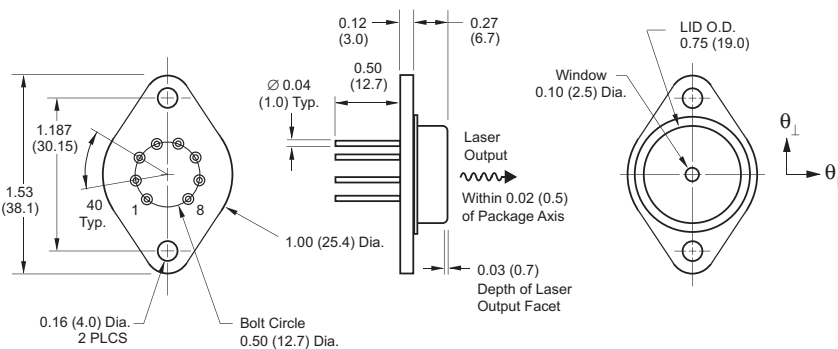 0.12
(3.0)
0.27
(6.7)
LID O.D.
0.75 (19.0)
0.50
(12.7)
Ø 0.04
(1.0) Typ.
Window
0.10 (2.5) Dia.
1.187
(30.15)
Laser
Output
θ⊥
θ
1.53
(38.1)
40
Typ.
1
8
Within 0.02 (0.5)
of Package Axis
1.00 (25.4) Dia.
0.03 (0.7)
Depth of Laser
Output Facet
0.16 (4.0) Dia.
2 PLCS
Bolt Circle
0.50 (12.7) Dia.